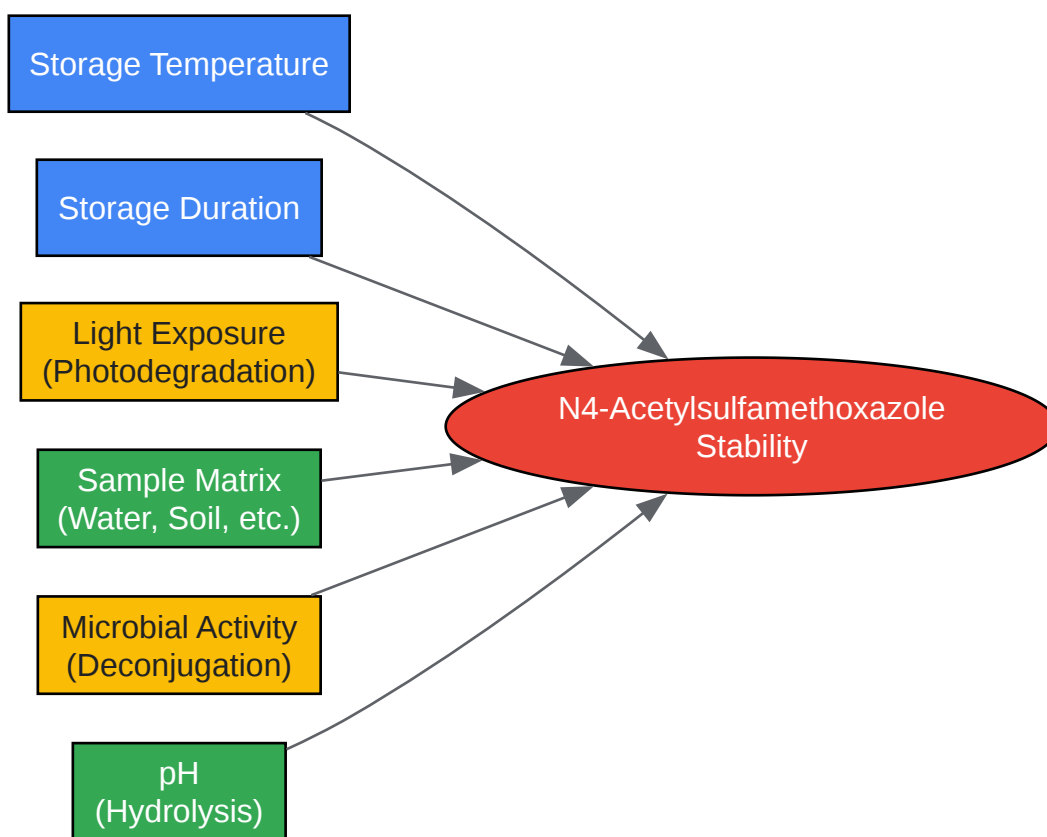 Storage Temperature
Storage Duration
Light Exposure
(Photodegradation)
Sample Matrix
(Water, Soil, etc.)
Microbial Activity
(Deconjugation)
pH
(Hydrolysis)
N4-Acetylsulfamethoxazole
Stability